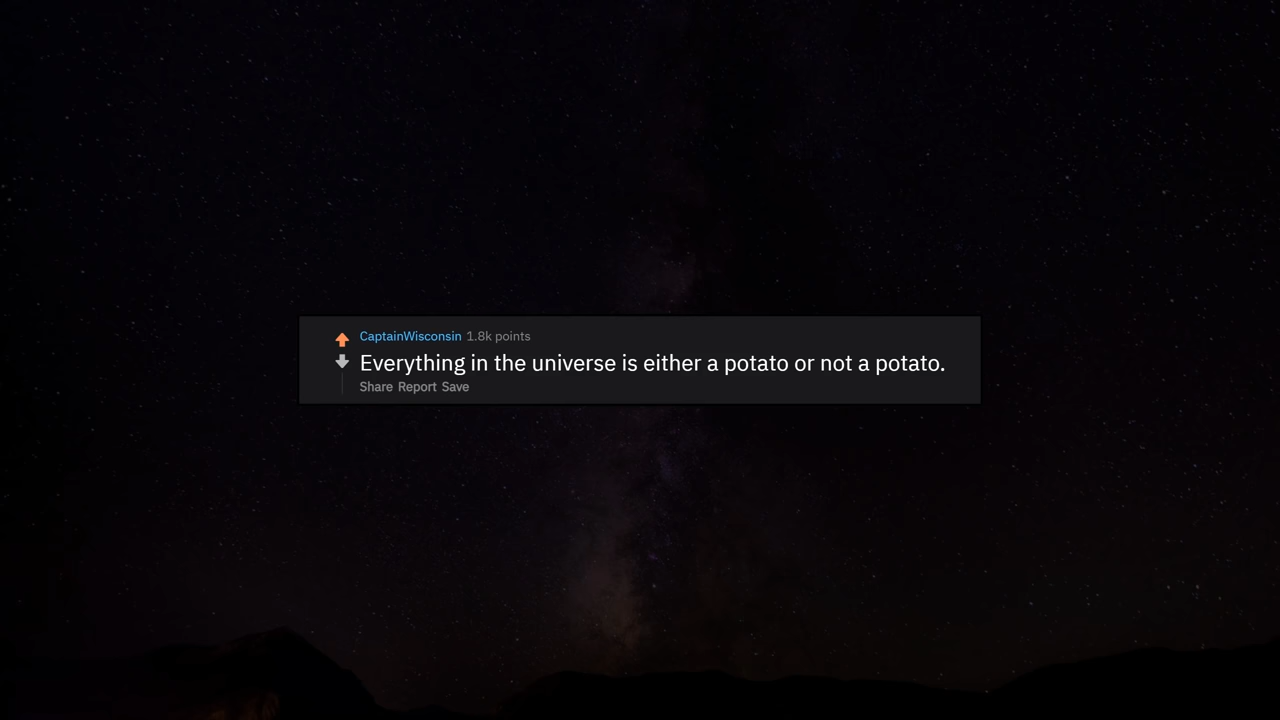 CaptainWisconsin 1.8k points
Everything in the universe is either a potato or not a potato.
Share Report Save